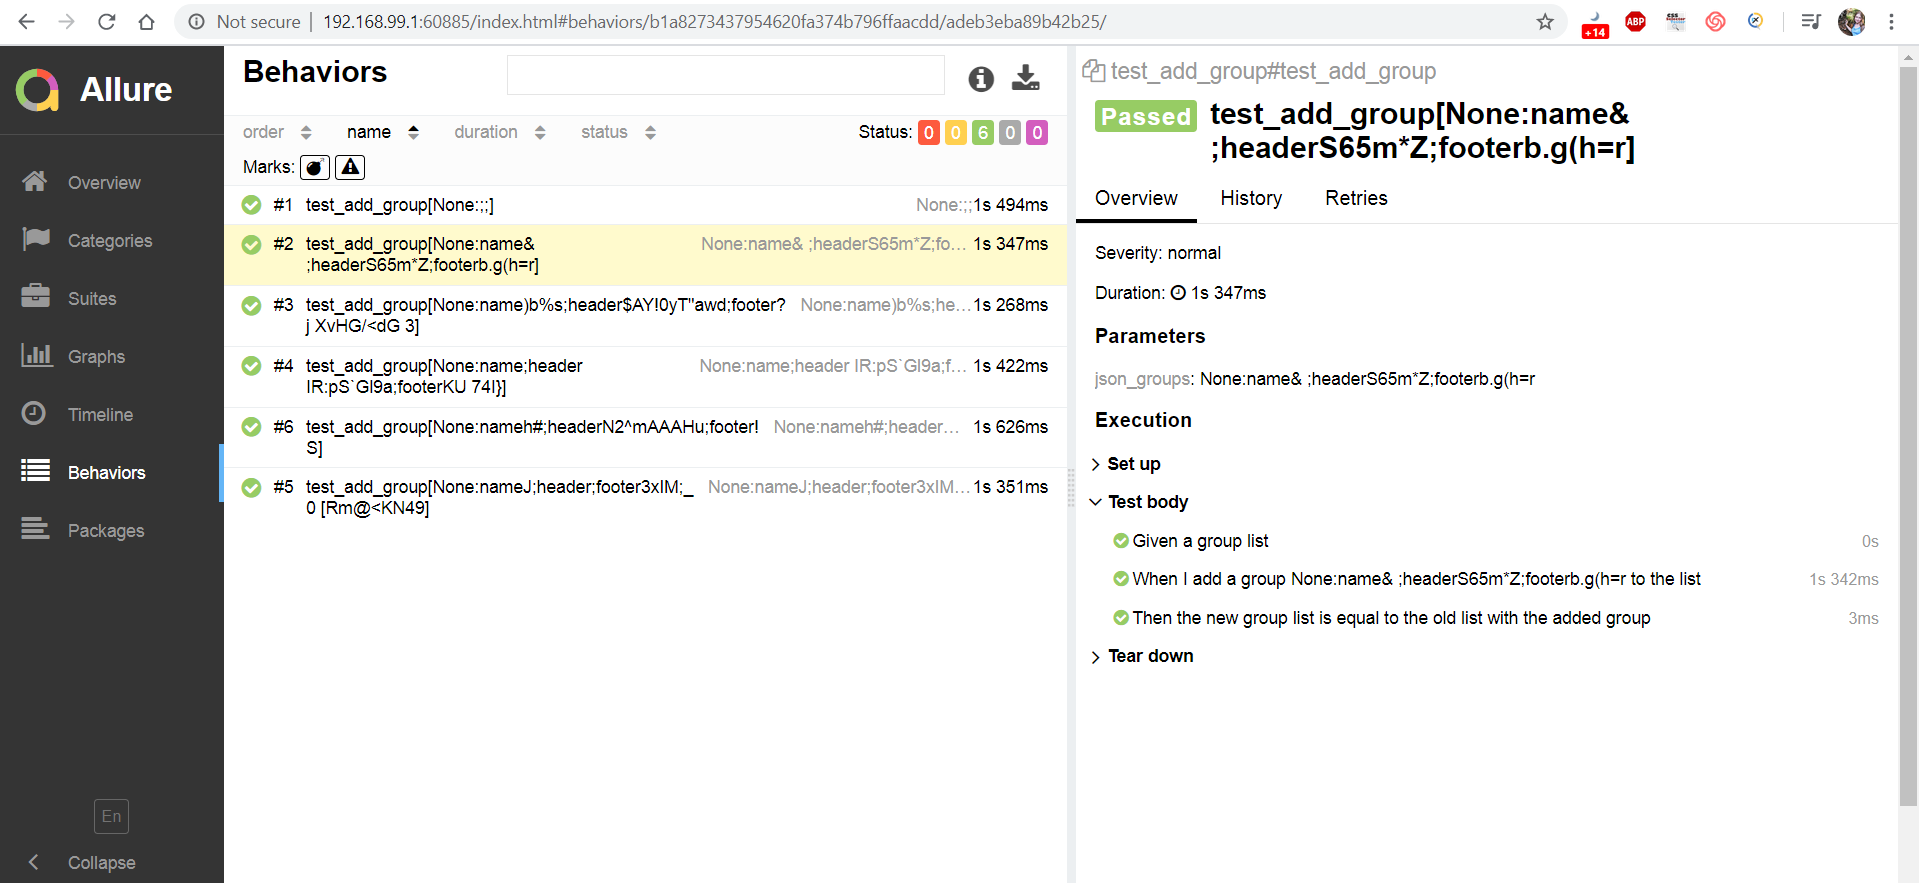 Not secure | 192.168.99.1:60885/index.html#behaviors/b1a8273437954620fa374b796ffaacdd/adeb3eba89b42b25/
+14
ABP
Allure
Overview
Categories
Suites
Graphs
Timeline
Behaviors
Packages
En
Collapse
Behaviors
order name duration status Status: 0 0 6 0 0
Marks:
#1 test_add_group[None:;;] None:;; 1s 494ms
#2 test_add_group[None:name& None:name& ;headerS65m*Z;fo... 1s 347ms
;headerS65m*Z;footerb.g(h=r]
#3 test_add_group[None:name)b%s;header$AY!0yT"awd;footer? None:name)b%s;he... 1s 268ms
j XvHG/<dG 3]
#4 test_add_group[None:name;header None:name;header IR:pS`Gl9a;f... 1s 422ms
IR:pS`Gl9a;footerKU 74I}]
#6 test_add_group[None:nameh#;headerN2^mAAAHu;footer! None:nameh#;header... 1s 626ms
S]
#5 test_add_group[None:nameJ;header;footer3xIM;_ None:nameJ;header;footer3xIM... 1s 351ms
0 [Rm@<KN49]
test_add_group#test_add_group
Passed test_add_group[None:name&
;headerS65m*Z;footerb.g(h=r]
Overview History Retries
Severity: normal
Duration: 1s 347ms
Parameters
json_groups: None:name& ;headerS65m*Z;footerb.g(h=r
Execution
Set up
Test body
Given a group list 0s
When I add a group None:name& ;headerS65m*Z;footerb.g(h=r to the list 1s 342ms
Then the new group list is equal to the old list with the added group 3ms
Tear down